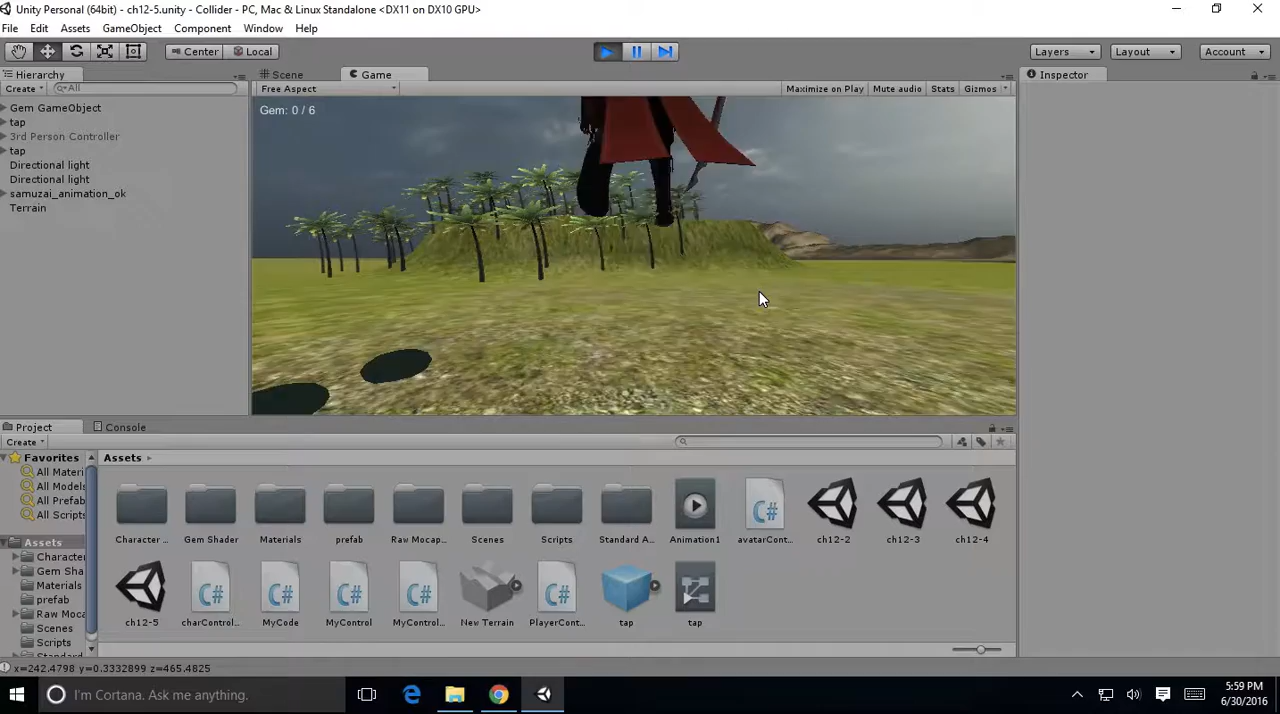 Unity Personal (64bit) - ch12-5.unity - Collider - PC, Mac & Linux Standalone <DX11 on DX10 GPU>
File Edit Assets GameObject Component Window Help
Center Local Layers Layout Account
Hierarchy Scene Game Inspector
Create All Free Aspect Maximize on Play Mute audio Stats Gizmos
Gem GameObject
tap
3rd Person Controller
tap
Directional light
Directional light
samuzai_animation_ok
Terrain
Gem: 0 / 6
Project Console
Create
Favorites
All Materi
All Models
All Prefab
All Scripts
Assets
Character
Gem Sha
Materials
prefab
Raw Moca
Scenes
Scripts
Standard
Assets
Character ... Gem Shader Materials prefab Raw Mocap... Scenes Scripts Standard A... Animation1 avatarCont... ch12-2 ch12-3 ch12-4
ch12-5 charControl... MyCode MyControl MyControl... New Terrain PlayerCont... tap tap
x=242.4798 y=0.3332899 z=465.4825
I'm Cortana. Ask me anything.
5:59 PM
6/30/2016